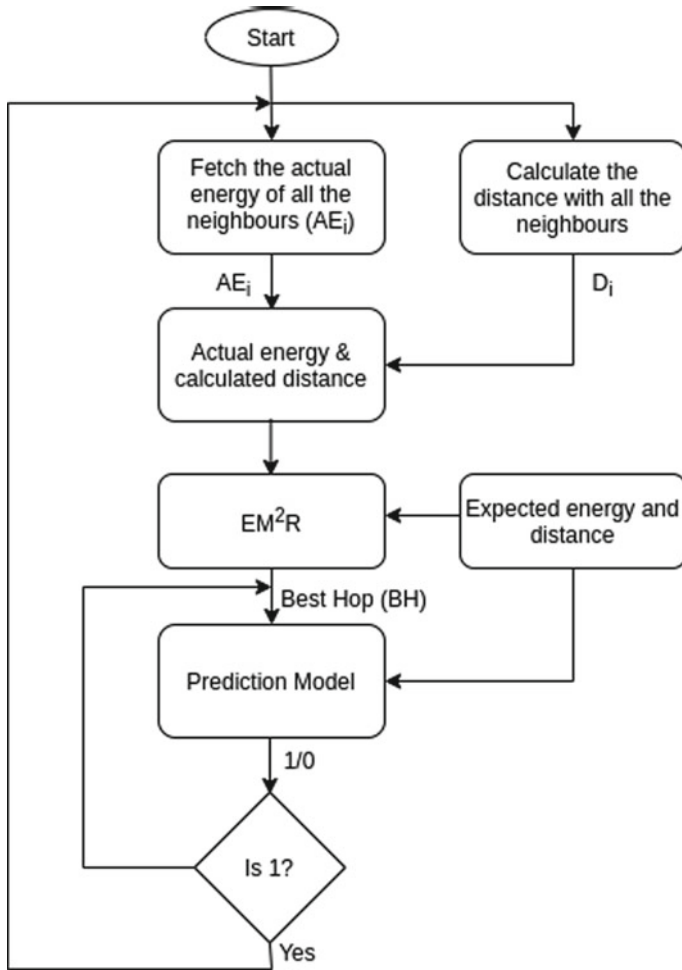 Start
Fetch the actual
energy of all the
neighbours (AEᵢ)
Calculate the
distance with all the
neighbours
AEᵢ
Dᵢ
Actual energy &
calculated distance
EM²R
Expected energy and
distance
Best Hop (BH)
Prediction Model
1/0
Is 1?
Yes